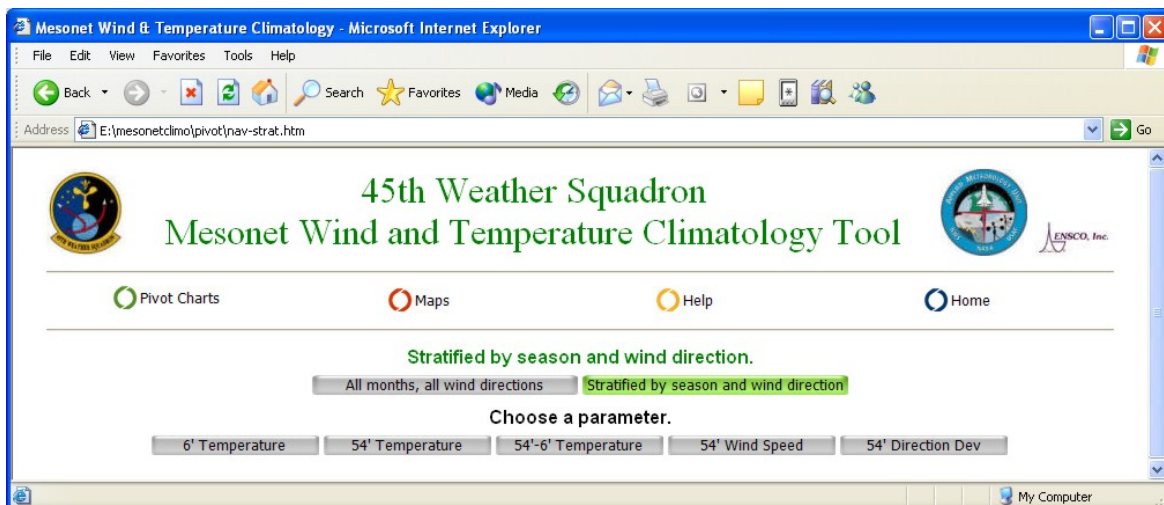 Mesonet Wind & Temperature Climatology - Microsoft Internet Explorer
File Edit View Favorites Tools Help
Back Search Favorites Media
Address E:\mesonetclimo\pivot\nav-strat.htm Go
45th Weather Squadron
Mesonet Wind and Temperature Climatology Tool
ENSCO, Inc.
Pivot Charts Maps Help Home
Stratified by season and wind direction.
All months, all wind directions Stratified by season and wind direction
Choose a parameter.
6' Temperature 54' Temperature 54'-6' Temperature 54' Wind Speed 54' Direction Dev
My Computer